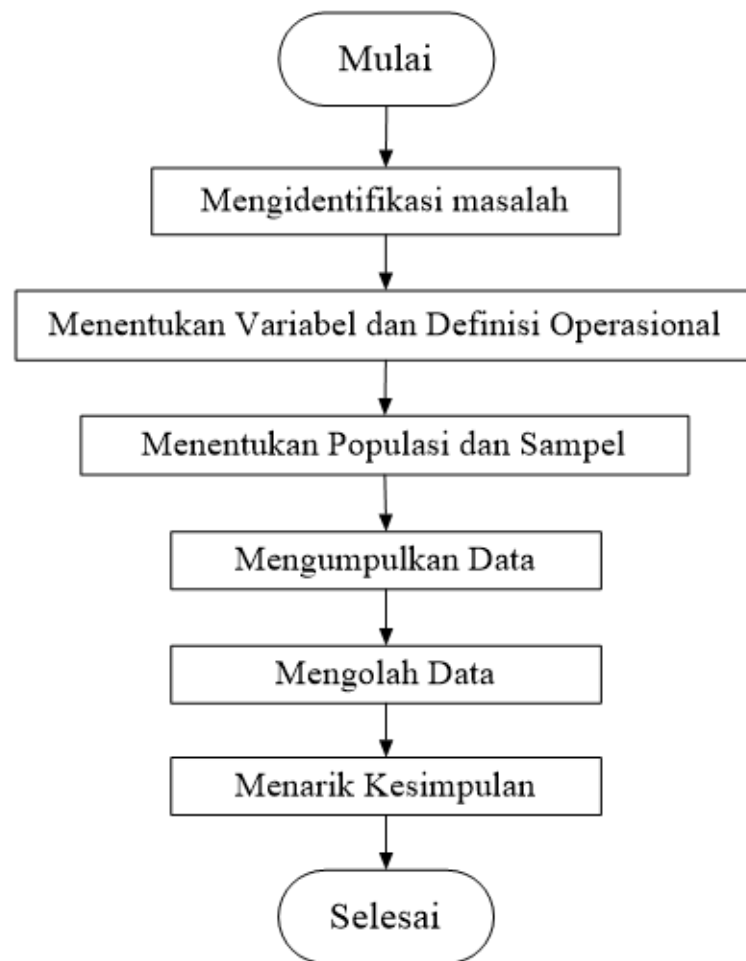 Mulai
Mengidentifikasi masalah
Menentukan Variabel dan Definisi Operasional
Menentukan Populasi dan Sampel
Mengumpulkan Data
Mengolah Data
Menarik Kesimpulan
Selesai